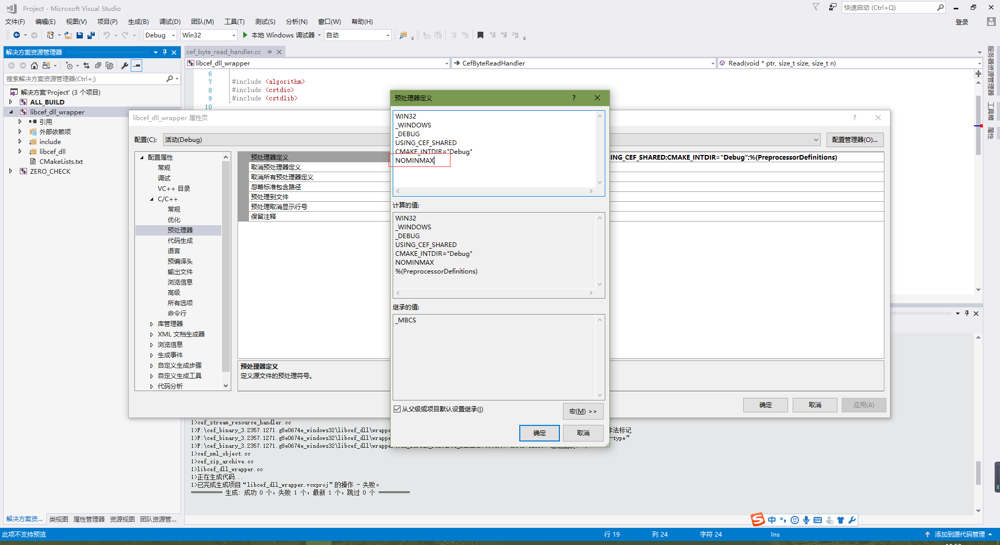 Project - Microsoft Visual Studio
快速启动 (Ctrl+Q)
文件(F) 编辑(E) 视图(V) 项目(P) 生成(B) 调试(D) 团队(M) 工具(T) 测试(S) 分析(N) 窗口(W) 帮助(H)
登录
Debug Win32 本地 Windows 调试器 自动
解决方案资源管理器
搜索解决方案资源管理器(Ctrl+;)
解决方案'Project' (3 个项目)
ALL_BUILD
libcef_dll_wrapper
引用
外部依赖项
include
libcef_dll
CMakeLists.txt
ZERO_CHECK
cef_byte_read_handler.cc
libcef_dll_wrapper
CefByteReadHandler
Read(void * ptr, size_t size, size_t n)
6
7 #include <algorithm>
8 #include <cstdio>
9 #include <cstdlib>
10
服务器资源管理器
工具箱
属性
libcef_dll_wrapper 属性页
?
配置(C): 活动(Debug)
配置管理器(O)...
配置属性
常规
调试
VC++ 目录
C/C++
常规
优化
预处理器
代码生成
语言
预编译头
输出文件
浏览信息
高级
所有选项
命令行
库管理器
XML 文档生成器
浏览信息
生成事件
自定义生成步骤
自定义生成工具
代码分析
预处理器定义
ING_CEF_SHARED;CMAKE_INTDIR="Debug";%(PreprocessorDefinitions)
取消预处理器定义
取消所有预处理器定义
忽略标准包含路径
预处理到文件
预处理取消显示行号
保留注释
预处理器定义
定义源文件的预处理符号。
确定 取消 应用(A)
预处理器定义
?
WIN32
_WINDOWS
_DEBUG
USING_CEF_SHARED
CMAKE_INTDIR="Debug"
NOMINMAX
计算的值:
WIN32
_WINDOWS
_DEBUG
USING_CEF_SHARED
CMAKE_INTDIR="Debug"
NOMINMAX
%(PreprocessorDefinitions)
继承的值:
_MBCS
从父级或项目默认设置继承(I)
宏(M) >>
确定 取消
1>cef_stream_resource_handler.cc
1>F:\cef_binary_3.2357.1271.g8e0674e_windows32\libcef_dll\wrappe 法标记
1>F:\cef_binary_3.2357.1271.g8e0674e_windows32\libcef_dll\wrappe -type”
1>F:\cef_binary_3.2357.1271.g8e0674e_windows32\libcef_dll\wrappe
1>cef_xml_object.cc
1>cef_zip_archive.cc
1>libcef_dll_wrapper.cc
1>正在生成代码...
1>已完成生成项目“libcef_dll_wrapper.vcxproj”的操作 - 失败。
========== 生成: 成功 0 个，失败 1 个，最新 1 个，跳过 0 个 ==========
解决方案资... 类视图 属性管理器 资源视图 团队资源管...
S 中
此项不支持预览 行 19 列 24 字符 24 Ins 添加到源代码管理